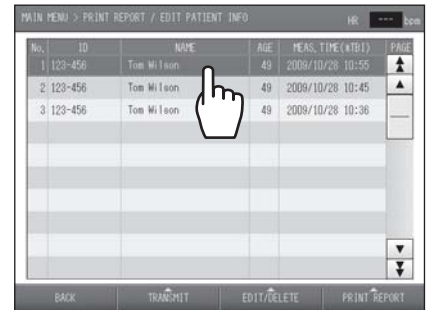 MAIN MENU > PRINT REPORT / EDIT PATIENT INFO HR --- bpm
No. ID NAME AGE MEAS. TIME(*TBI) PAGE
1 123-456 Tom Wilson 49 2009/10/28 10:55
2 123-456 Tom Wilson 49 2009/10/28 10:45
3 123-456 Tom Wilson 49 2009/10/28 10:36
BACK TRANSMIT EDIT/DELETE PRINT REPORT